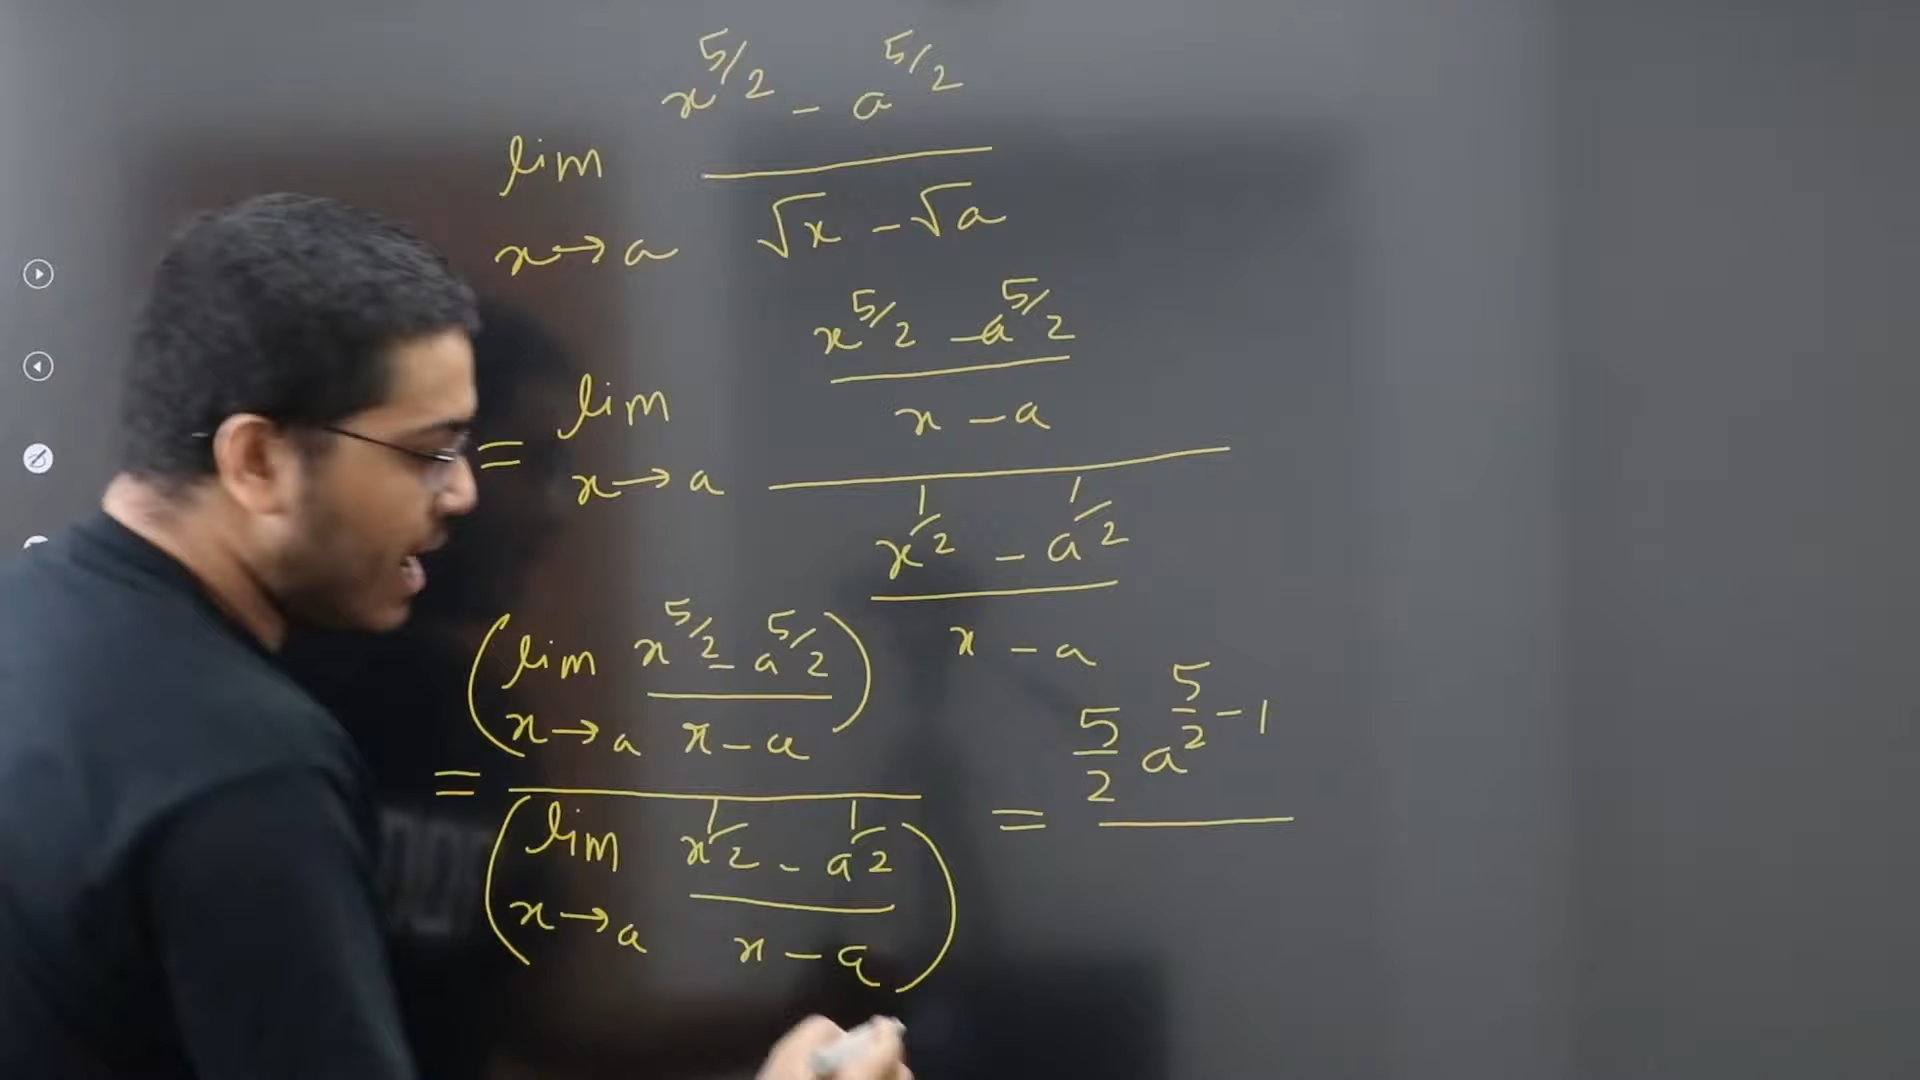 lim x→a (x^{5/2} - a^{5/2}) / (√x - √a)
= lim x→a ((x^{5/2} - a^{5/2}) / (x - a)) / ((x^{1/2} - a^{1/2}) / (x - a))
= (lim x→a (x^{5/2} - a^{5/2}) / (x - a)) / (lim x→a (x^{1/2} - a^{1/2}) / (x - a)) = (5/2 a^{5/2 - 1}) /